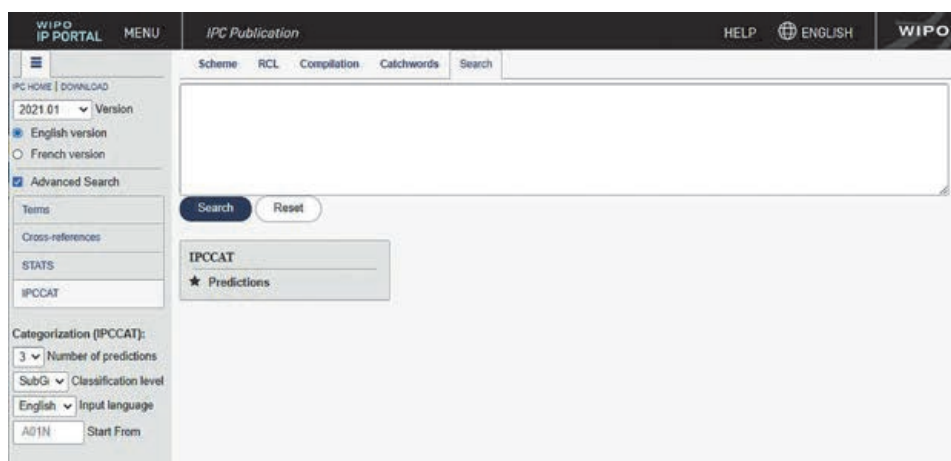 WIPO
IP PORTAL MENU IPC Publication HELP ENGLISH WIPO
Scheme RCL Compilation Catchwords Search
IPC HOME | DOWNLOAD
2021.01 Version
English version
French version
Advanced Search
Terms
Search Reset
Cross-references
STATS
IPCCAT
IPCCAT
Predictions
Categorization (IPCCAT):
3 Number of predictions
SubG Classification level
English Input language
A01N Start From